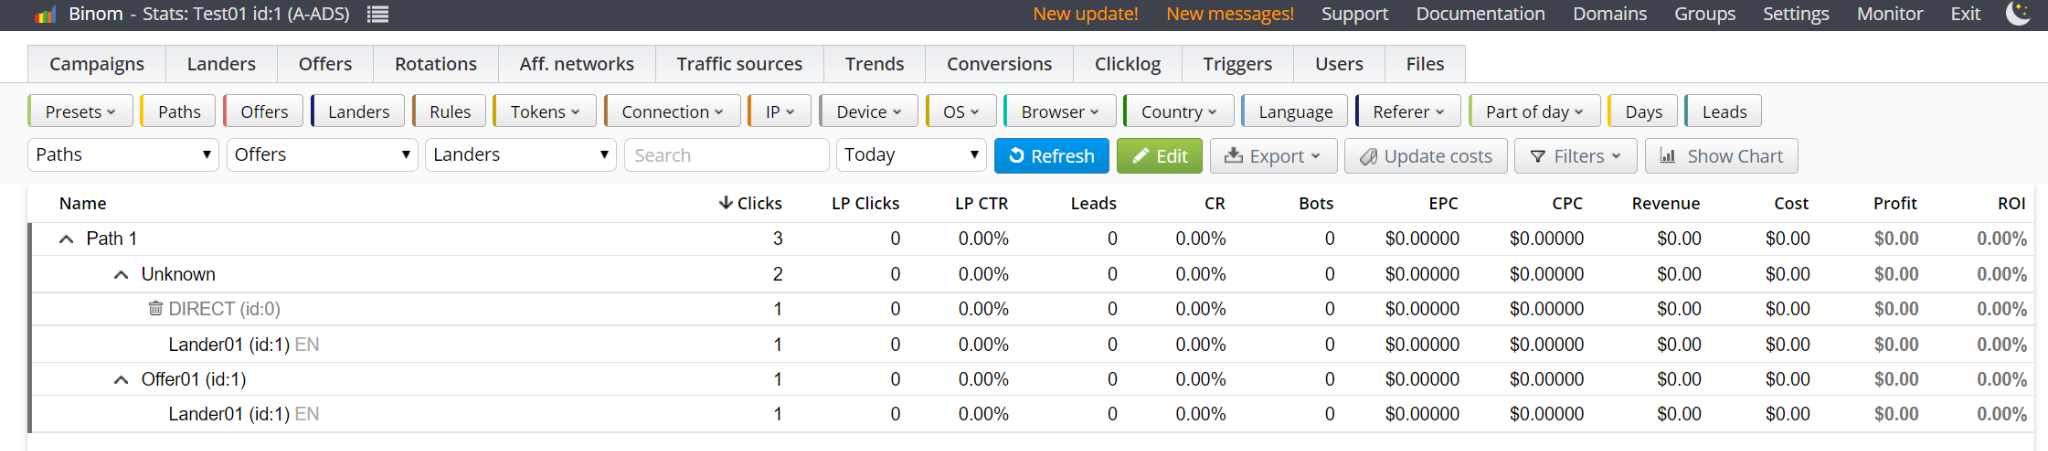 Binom - Stats: Test01 id:1 (A-ADS) New update! New messages! Support Documentation Domains Groups Settings Monitor Exit
Campaigns Landers Offers Rotations Aff. networks Traffic sources Trends Conversions Clicklog Triggers Users Files
Presets Paths Offers Landers Rules Tokens Connection IP Device OS Browser Country Language Referer Part of day Days Leads
Paths Offers Landers Search Today Refresh Edit Export Update costs Filters Show Chart
Name Clicks LP Clicks LP CTR Leads CR Bots EPC CPC Revenue Cost Profit ROI
Path 1 3 0 0.00% 0 0.00% 0 $0.00000 $0.00000 $0.00 $0.00 $0.00 0.00%
Unknown 2 0 0.00% 0 0.00% 0 $0.00000 $0.00000 $0.00 $0.00 $0.00 0.00%
DIRECT (id:0) 1 0 0.00% 0 0.00% 0 $0.00000 $0.00000 $0.00 $0.00 $0.00 0.00%
Lander01 (id:1) EN 1 0 0.00% 0 0.00% 0 $0.00000 $0.00000 $0.00 $0.00 $0.00 0.00%
Offer01 (id:1) 1 0 0.00% 0 0.00% 0 $0.00000 $0.00000 $0.00 $0.00 $0.00 0.00%
Lander01 (id:1) EN 1 0 0.00% 0 0.00% 0 $0.00000 $0.00000 $0.00 $0.00 $0.00 0.00%